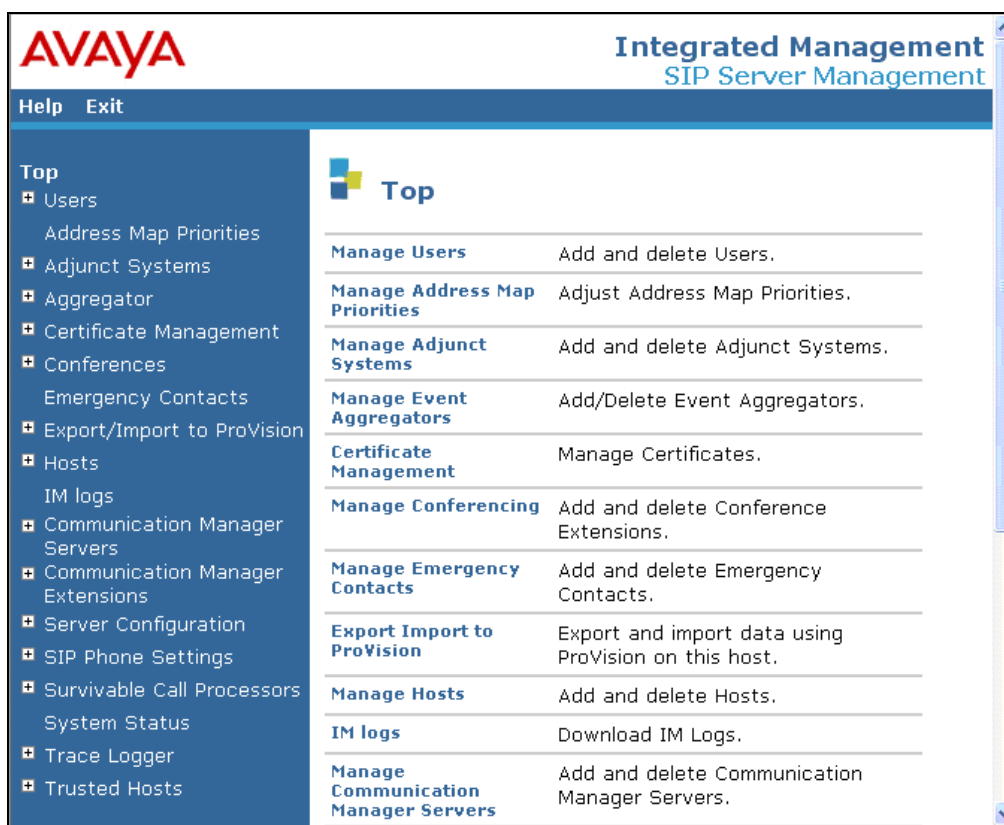 AVAYA
Integrated Management
SIP Server Management
Help Exit
Top
Users
Address Map Priorities
Adjunct Systems
Aggregator
Certificate Management
Conferences
Emergency Contacts
Export/Import to ProVision
Hosts
IM logs
Communication Manager
Servers
Communication Manager
Extensions
Server Configuration
SIP Phone Settings
Survivable Call Processors
System Status
Trace Logger
Trusted Hosts
Top
Manage Users Add and delete Users.
Manage Address Map Adjust Address Map Priorities.
Priorities
Manage Adjunct Add and delete Adjunct Systems.
Systems
Manage Event Add/Delete Event Aggregators.
Aggregators
Certificate Manage Certificates.
Management
Manage Conferencing Add and delete Conference
Extensions.
Manage Emergency Add and delete Emergency
Contacts Contacts.
Export Import to Export and import data using
ProVision ProVision on this host.
Manage Hosts Add and delete Hosts.
IM logs Download IM Logs.
Manage Add and delete Communication
Communication Manager Servers.
Manager Servers